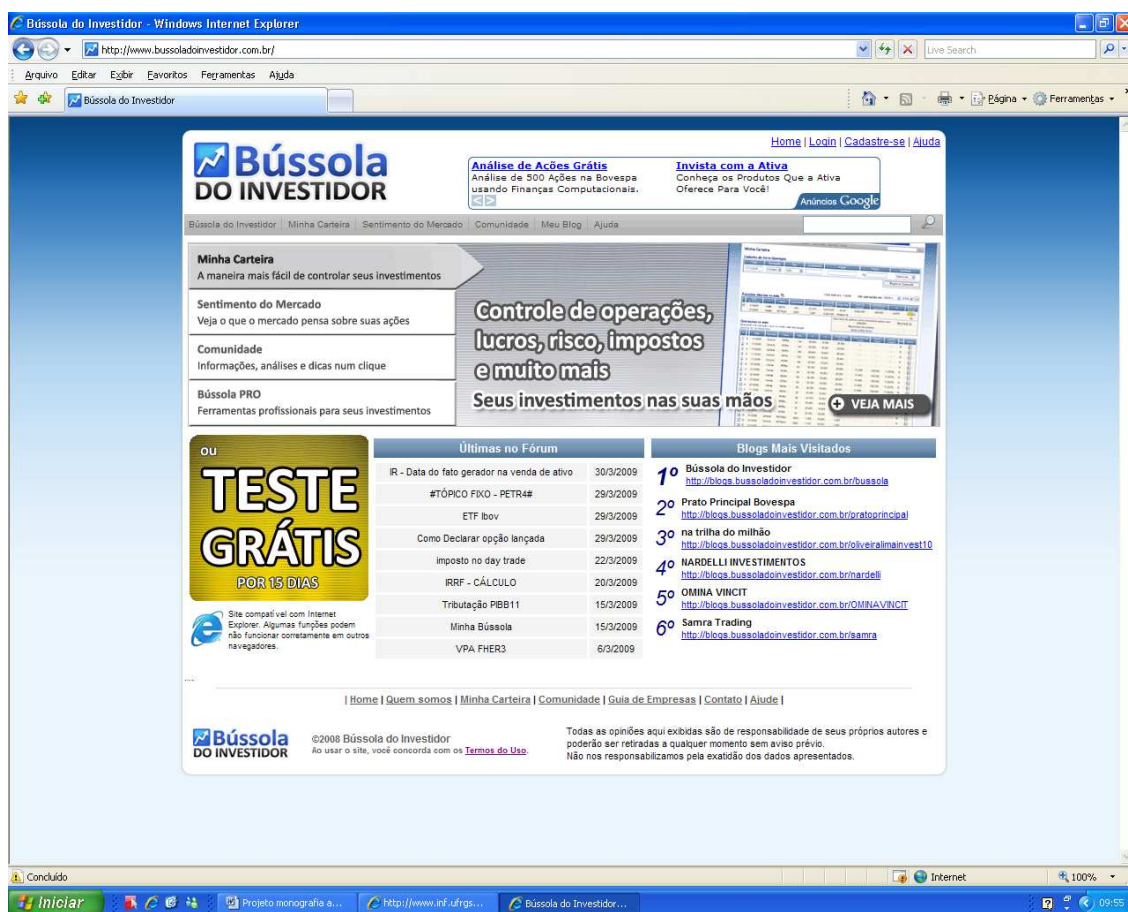 Bússola do Investidor - Windows Internet Explorer
http://www.bussoladoinvestidor.com.br/
Live Search
Arquivo Editar Exibir Favoritos Ferramentas Ajuda
Bússola do Investidor
Página Ferramentas
Home | Login | Cadastre-se | Ajuda
Bússola
DO INVESTIDOR
Análise de Ações Grátis
Análise de 500 Ações
na Bovespa
usando Finanças Computacionais.
Invista com a Ativa
Conheça os Produtos Que a Ativa
Oferece Para Você!
Anúncios Google
Bússola do Investidor | Minha Carteira | Sentimento do Mercado | Comunidade | Meu Blog | Ajuda
Minha Carteira
A maneira mais fácil de controlar seus investimentos
Sentimento do Mercado
Veja o que o mercado pensa sobre suas ações
Comunidade
Informações, análises e dicas num clique
Bússola PRO
Ferramentas profissionais para seus investimentos
Controle de operações,
lucros, risco, impostos
e muito mais
Seus investimentos nas suas mãos
Minha Carteira
VEJA MAIS
ou
TESTE
GRÁTIS
POR 15 DIAS
Site compatível com Internet
Explorer. Algumas funções podem
não funcionar corretamente em outros
navegadores.
Últimas no Fórum
IR - Data do fato gerador na venda de ativo 30/3/2009
#TÓPICO FIXO - PETR4# 29/3/2009
ETF Ibov 29/3/2009
Como Declarar opção lançada 29/3/2009
imposto no day trade 22/3/2009
IRRF - CÁLCULO 20/3/2009
Tributação PIBB11 15/3/2009
Minha Bússola 15/3/2009
VPA FHER3 6/3/2009
Blogs Mais Visitados
1º Bússola do Investidor
http://blogs.bussoladoinvestidor.com.br/bussola
2º Prato Principal Bovespa
http://blogs.bussoladoinvestidor.com.br/pratoprincipal
3º na trilha do milhão
http://blogs.bussoladoinvestidor.com.br/oliveiralimainvest10
4º NARDELLI INVESTIMENTOS
http://blogs.bussoladoinvestidor.com.br/nardelli
5º OMINA VINCIT
http://blogs.bussoladoinvestidor.com.br/OMINAVINCIT
6º Samra Trading
http://blogs.bussoladoinvestidor.com.br/samra
....
| Home | Quem somos | Minha Carteira | Comunidade | Guia de Empresas | Contato | Ajude |
Bússola
DO INVESTIDOR
©2008 Bússola do Investidor
Ao usar o site, você concorda com os Termos do Uso.
Todas as opiniões aqui exibidas são de responsabilidade de seus próprios autores e
poderão ser retiradas a qualquer momento sem aviso prévio.
Não nos responsabilizamos pela exatidão dos dados apresentados.
Concluído
Internet
100%
Iniciar
Projeto monografia a...
http://www.inf.ufrgs...
Bússola do Investidor...
09:55